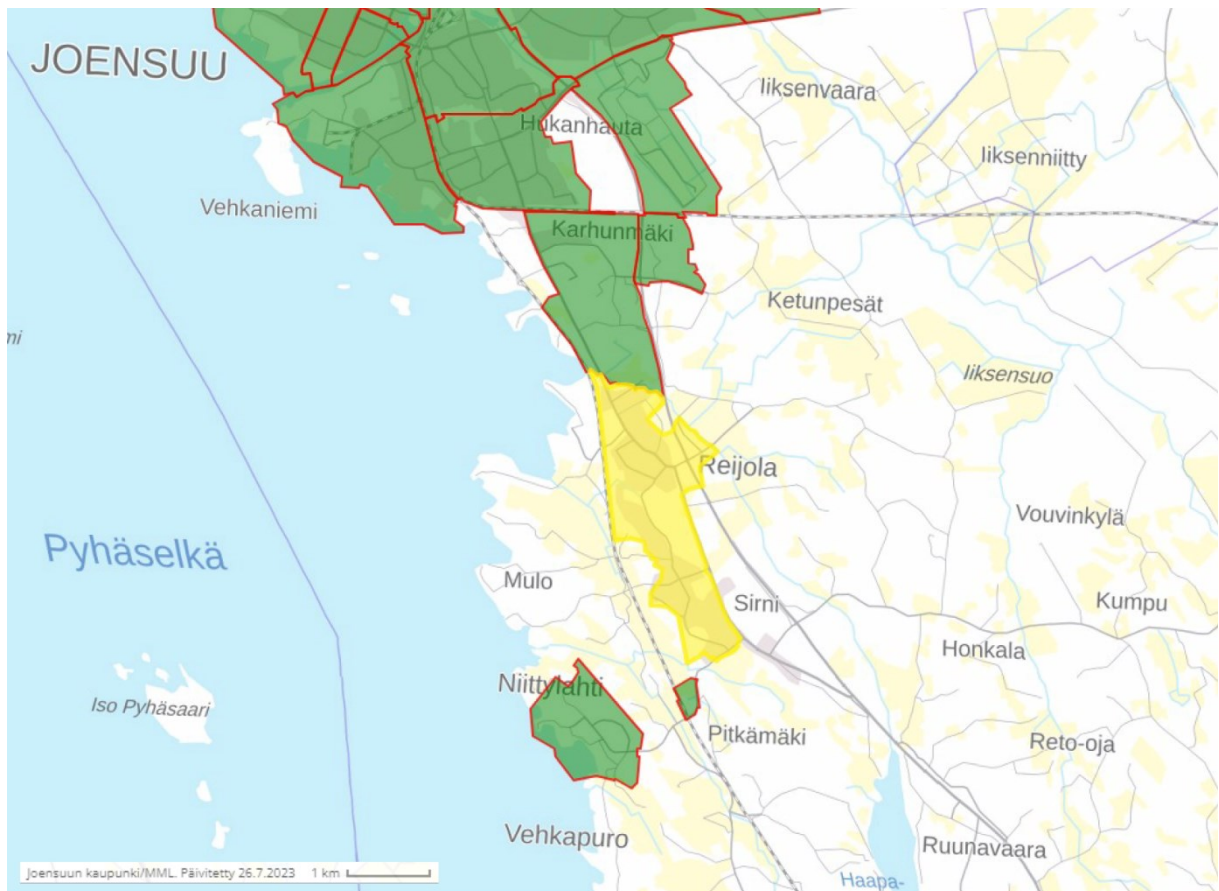 JOENSUU
Iiksenvaara
Hukanhauta
Iiksenniitty
Vehkaniemi
Karhunmäki
Ketunpesät
mi
Iiksensuo
Reijola
Vouvinkylä
Pyhäselkä
Mulo
Sirni
Kumpu
Honkala
Niittylahti
Iso Pyhäsaari
Pitkämäki
Reto-oja
Vehkapuro
Ruunavaara
Haapa-
Joensuun kaupunki/MML. Päivitetty 26.7.2023 1 km